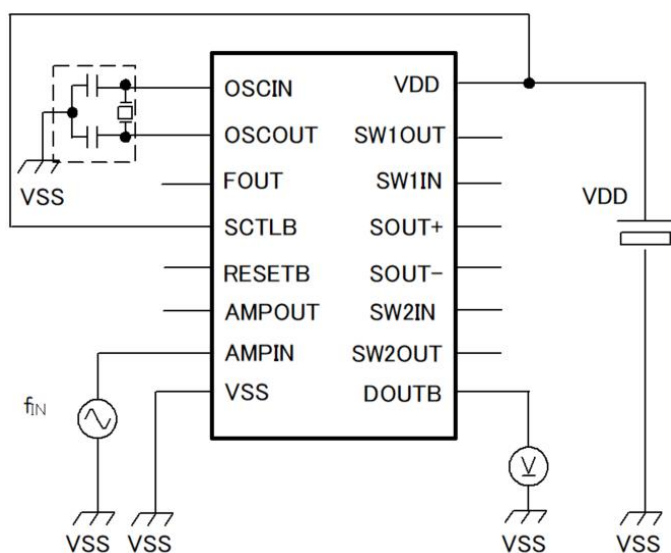 OSCIN
VDD
OSCOUT
SW1OUT
VSS
FOUT
SW1IN
VDD
SCTLB
SOUT+
RESETB
SOUT-
AMPOUT
SW2IN
AMPIN
SW2OUT
fIN
VSS
DOUTB
V
VSS
VSS
VSS
VSS